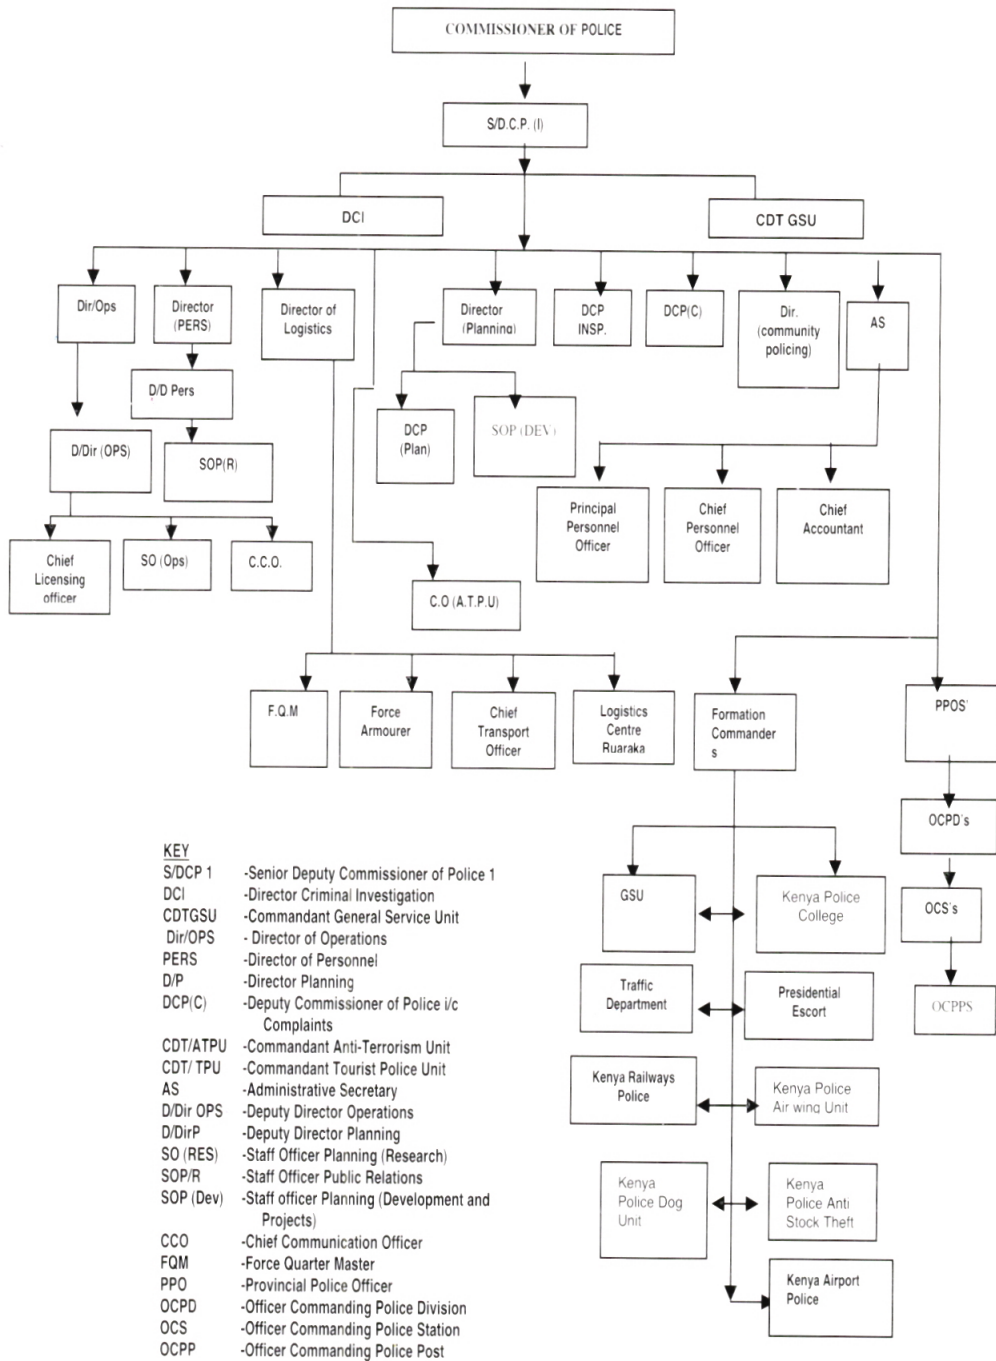 COMMISSIONER OF POLICE
S/D.C.P. (I)
DCI
CDT GSU
Dir/Ops
Director
(PERS)
Director of
Logistics
Director
(Planning)
DCP
INSP.
DCP(C)
Dir.
(community
policing)
AS
D/D Pers
D/Dir (OPS)
SOP(R)
DCP
(Plan)
SOP (DEV)
Principal
Personnel
Officer
Chief
Personnel
Officer
Chief
Accountant
Chief
Licensing
officer
SO (Ops)
C.C.O.
C.O (A.T.P.U)
F.Q.M
Force
Armourer
Chief
Transport
Officer
Logistics
Centre
Ruaraka
Formation
Commander
s
PPOS'
OCPD's
OCS's
OCPPS
GSU
Kenya Police
College
Traffic
Department
Presidential
Escort
Kenya Railways
Police
Kenya Police
Air wing Unit
Kenya
Police Dog
Unit
Kenya
Police Anti
Stock Theft
Kenya Airport
Police
KEY
S/DCP 1 -Senior Deputy Commissioner of Police 1
DCI -Director Criminal Investigation
CDTGSU -Commandant General Service Unit
Dir/OPS - Director of Operations
PERS -Director of Personnel
D/P -Director Planning
DCP(C) -Deputy Commissioner of Police i/c
Complaints
CDT/ATPU -Commandant Anti-Terrorism Unit
CDT/ TPU -Commandant Tourist Police Unit
AS -Administrative Secretary
D/Dir OPS -Deputy Director Operations
D/DirP -Deputy Director Planning
SO (RES) -Staff Officer Planning (Research)
SOP/R -Staff Officer Public Relations
SOP (Dev) -Staff officer Planning (Development and
Projects)
CCO -Chief Communication Officer
FQM -Force Quarter Master
PPO -Provincial Police Officer
OCPD -Officer Commanding Police Division
OCS -Officer Commanding Police Station
OCPP -Officer Commanding Police Post